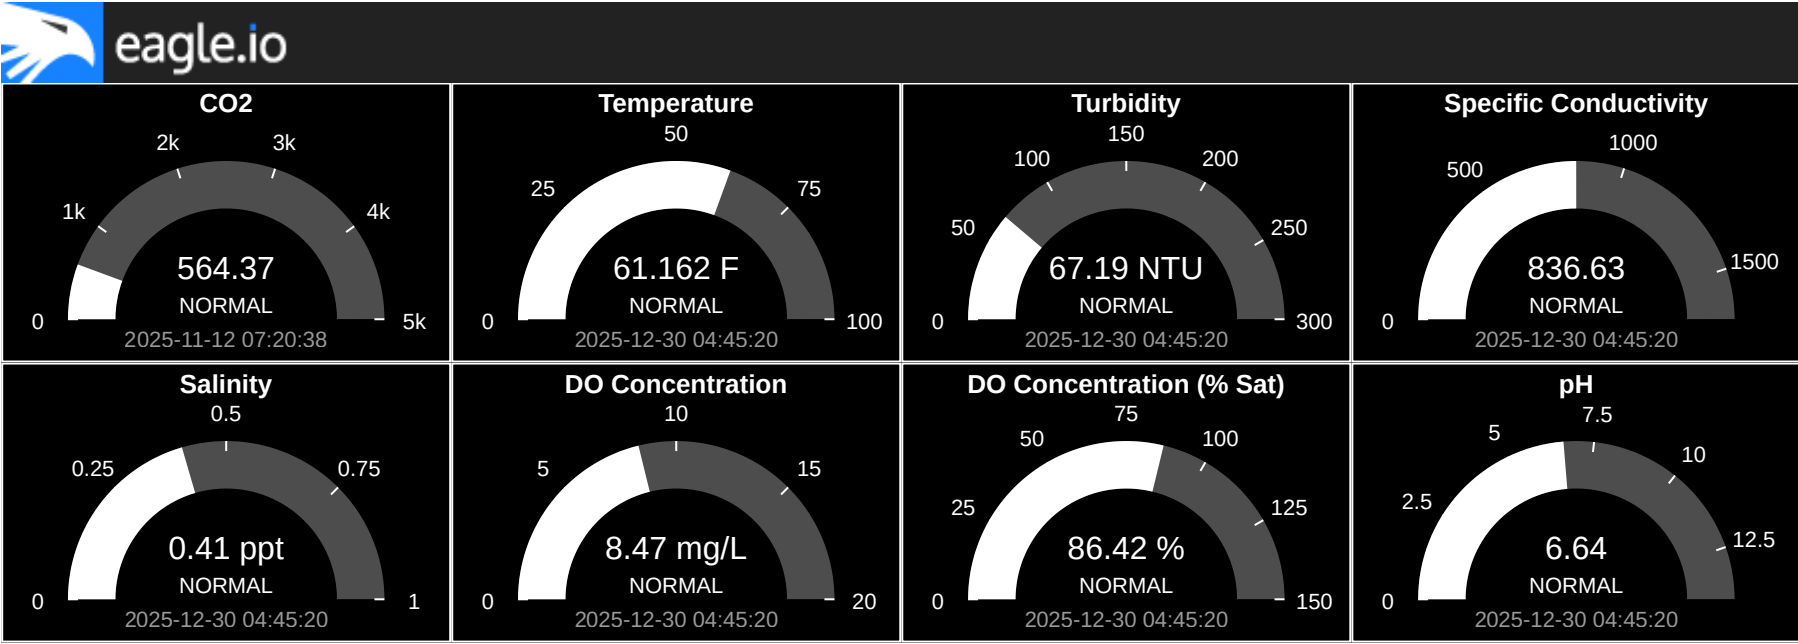 eagle.io
CO2
2k
3k
1k
4k
564.37
NORMAL
0
5k
2025-11-12 07:20:38
Temperature
50
25
75
61.162 F
NORMAL
0
100
2025-12-30 04:45:20
Turbidity
150
100
200
50
250
67.19 NTU
NORMAL
0
300
2025-12-30 04:45:20
Specific Conductivity
1000
500
1500
836.63
NORMAL
0
2025-12-30 04:45:20
Salinity
0.5
0.25
0.75
0.41 ppt
NORMAL
0
1
2025-12-30 04:45:20
DO Concentration
10
5
15
8.47 mg/L
NORMAL
0
20
2025-12-30 04:45:20
DO Concentration (% Sat)
75
50
100
25
125
86.42 %
NORMAL
0
150
2025-12-30 04:45:20
pH
7.5
5
10
2.5
12.5
6.64
NORMAL
0
2025-12-30 04:45:20